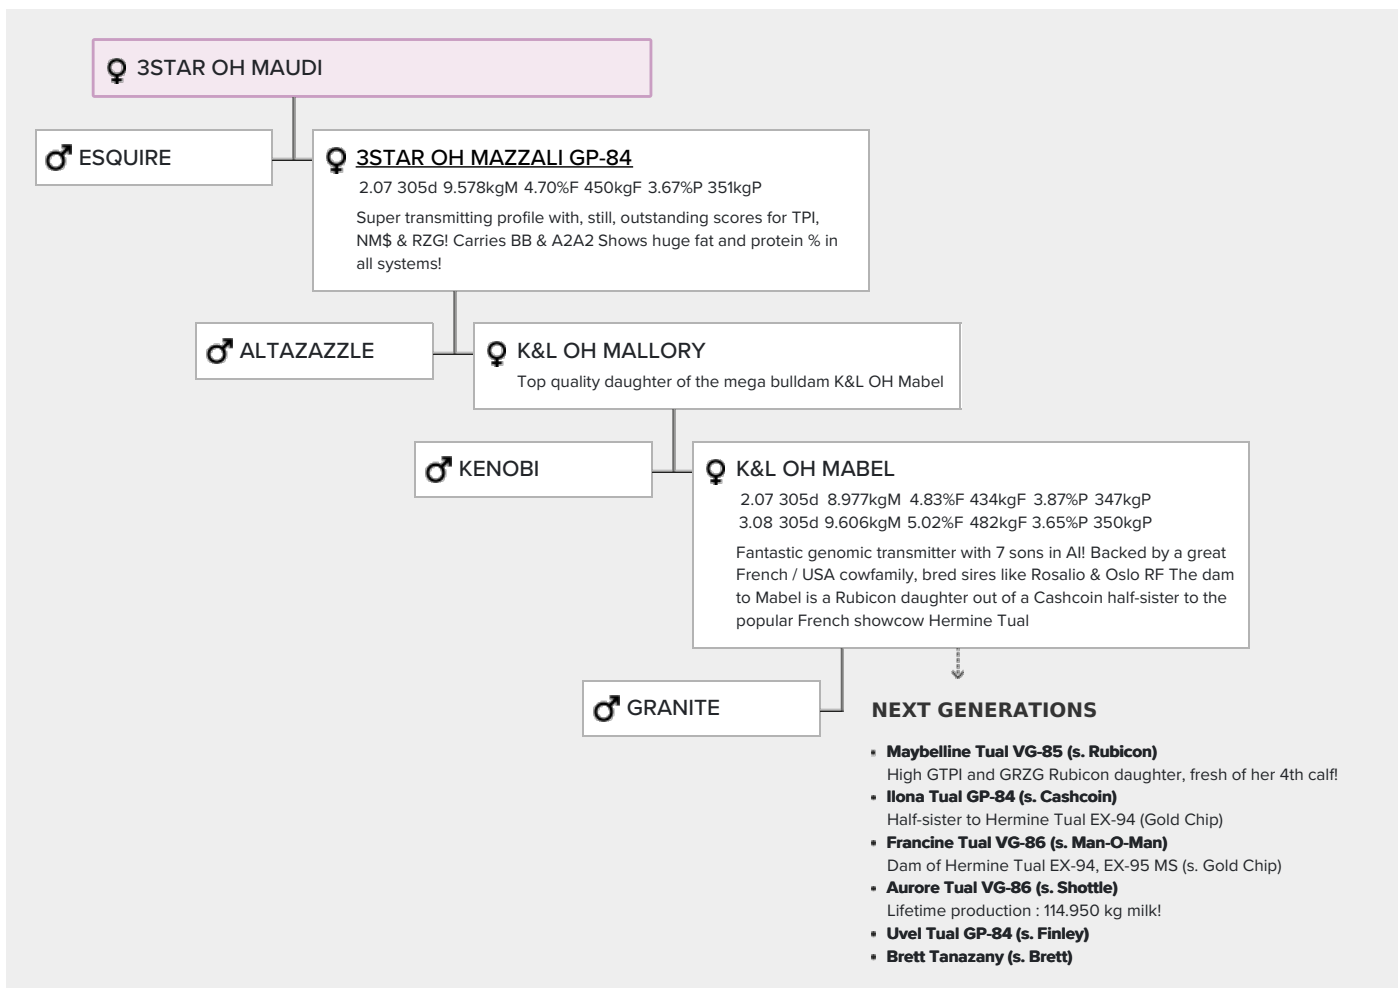 3STAR OH MAUDI
ESQUIRE
3STAR OH MAZZALI GP-84
2.07 305d 9.578kgM 4.70%F 450kgF 3.67%P 351kgP
Super transmitting profile with, still, outstanding scores for TPI,
NM$ & RZG! Carries BB & A2A2 Shows huge fat and protein % in
all systems!
ALTAZAZZLE
K&L OH MALLORY
Top quality daughter of the mega bulldam K&L OH Mabel
KENOBI
K&L OH MABEL
2.07 305d 8.977kgM 4.83%F 434kgF 3.87%P 347kgP
3.08 305d 9.606kgM 5.02%F 482kgF 3.65%P 350kgP
Fantastic genomic transmitter with 7 sons in AI! Backed by a great
French / USA cowfamily, bred sires like Rosalio & Oslo RF The dam
to Mabel is a Rubicon daughter out of a Cashcoin half-sister to the
popular French showcow Hermine Tual
GRANITE
NEXT GENERATIONS
Maybelline Tual VG-85 (s. Rubicon)
High GTPI and GRZG Rubicon daughter, fresh of her 4th calf!
Ilona Tual GP-84 (s. Cashcoin)
Half-sister to Hermine Tual EX-94 (Gold Chip)
Francine Tual VG-86 (s. Man-O-Man)
Dam of Hermine Tual EX-94, EX-95 MS (s. Gold Chip)
Aurore Tual VG-86 (s. Shottle)
Lifetime production : 114.950 kg milk!
Uvel Tual GP-84 (s. Finley)
Brett Tanazany (s. Brett)